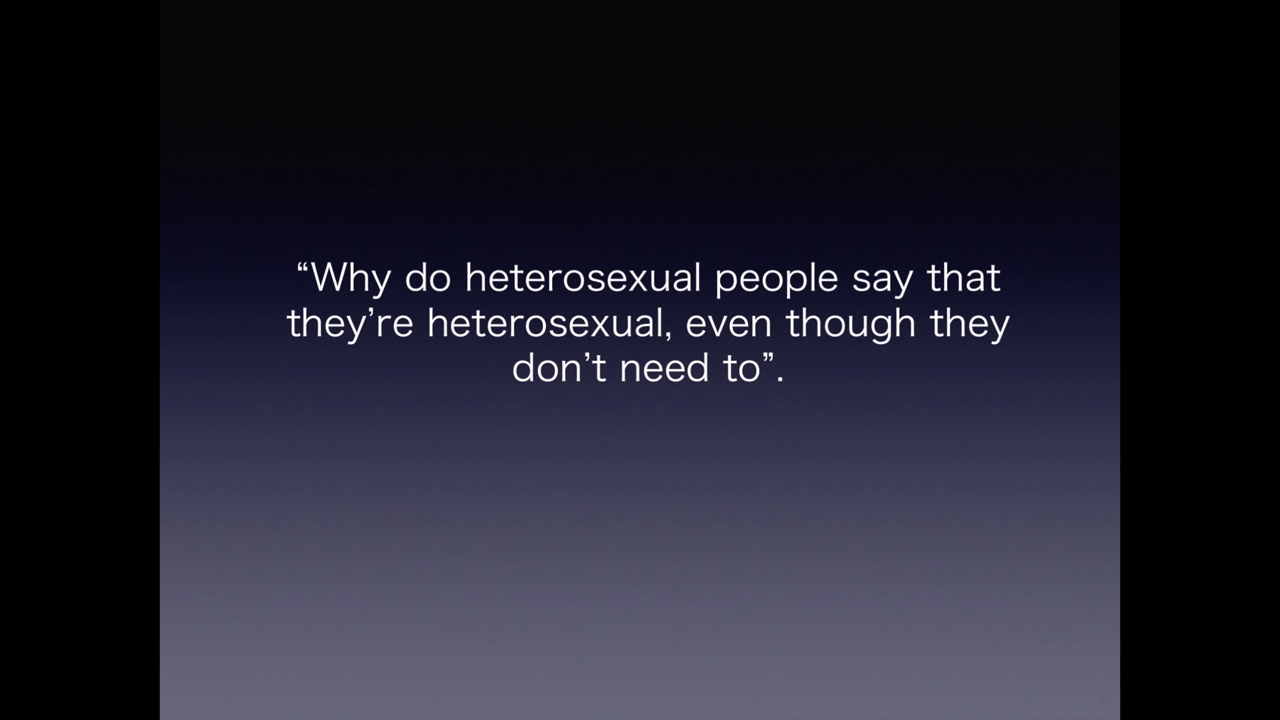 “Why do heterosexual people say that
they’re heterosexual, even though they
don’t need to”.